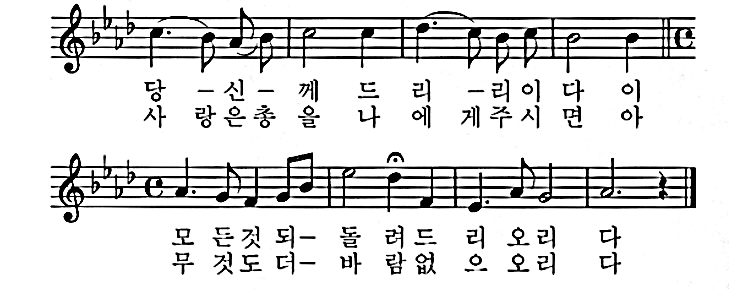 당 – 신 – 께 드 리 – 리 이 다 이
사 랑 은 총 을 나 에 게 주 시 면 아
모 든 것 되 – 돌 려 드 리 오 리 다
무 것 도 더 – 바 람 없 으 오 리 다